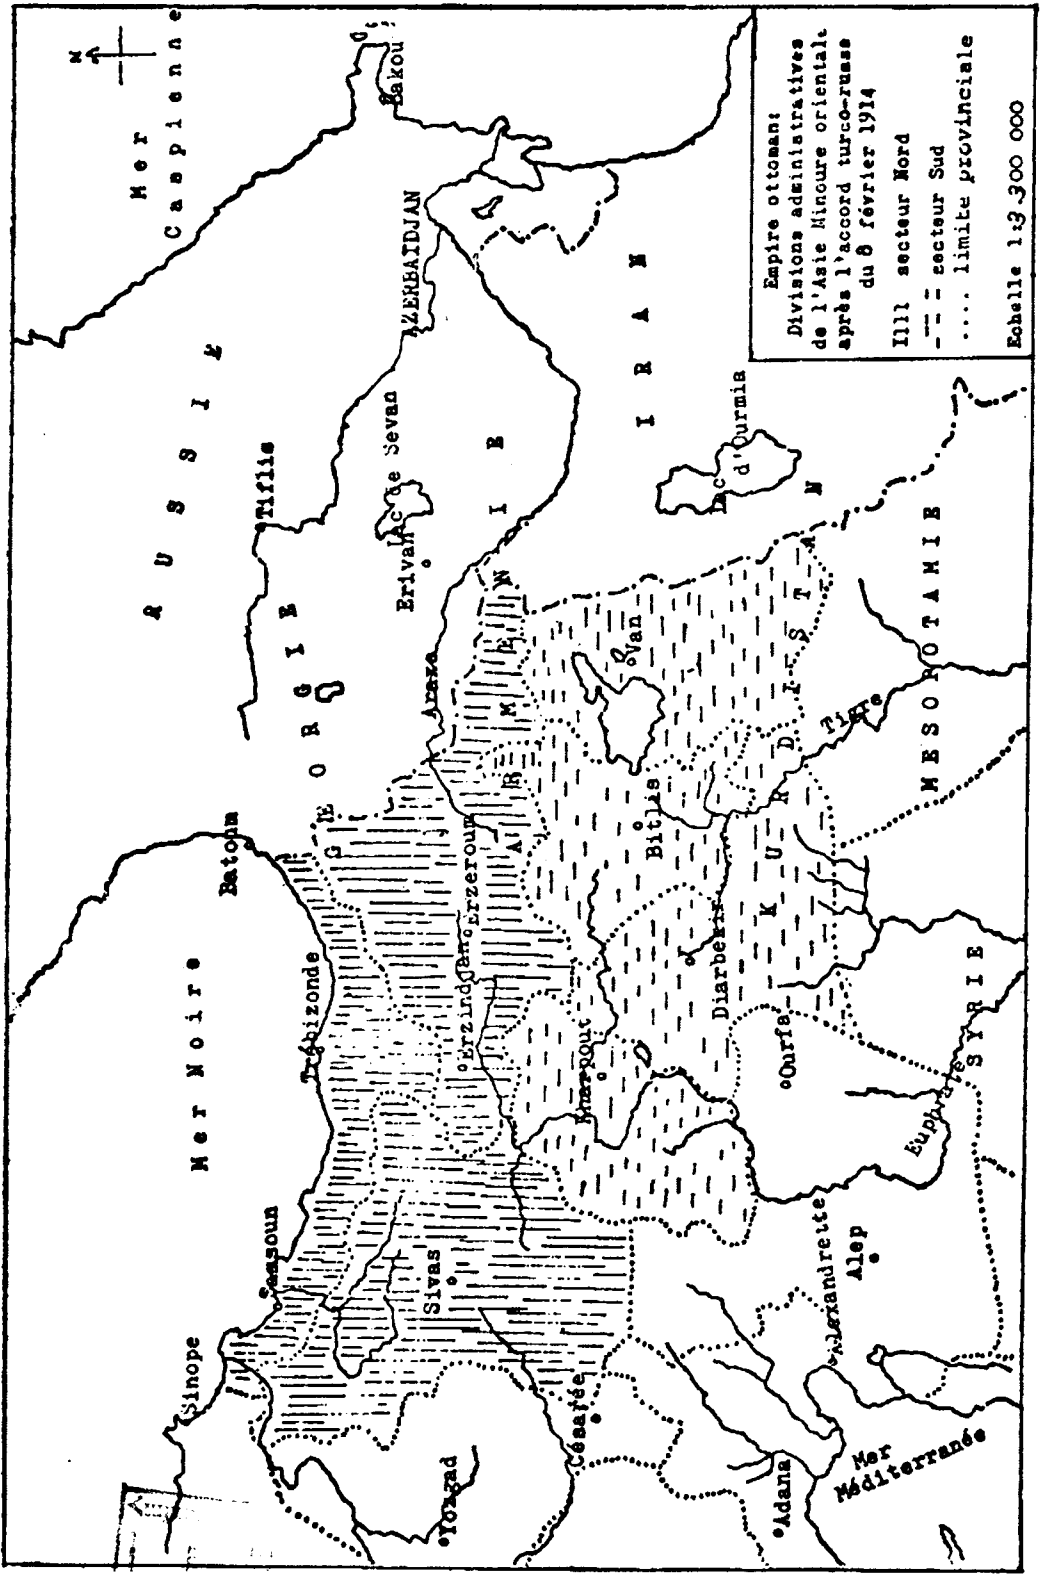 N
Mer
Caspienne
Bakou
RUSSIE
AZERBAIDJAN
Tiflis
Lac de Sévan
Erivan
GEORGIE
ARMENIE
Araxe
IRAN
Lac
d'Ourmia
Batoum
Mer Noire
Trébizonde
Erzindjan
Erzeroum
Van
Bitlis
KURDISTAN
Tigre
MESOPOTAMIE
Samsoun
Sinope
Sivas
Kharpout
Diarbekir
Ourfa
SYRIE
Euphrate
Yozgad
Césarée
Alexandrette
Alep
Adana
Mer
Méditerranée
Empire ottoman:
Divisions administratives
de l'Asie Mineure orientale
après l'accord turco-russe
du 8 février 1914
IIII secteur Nord
secteur Sud
.... limite provinciale
Echelle 1:3 300 000